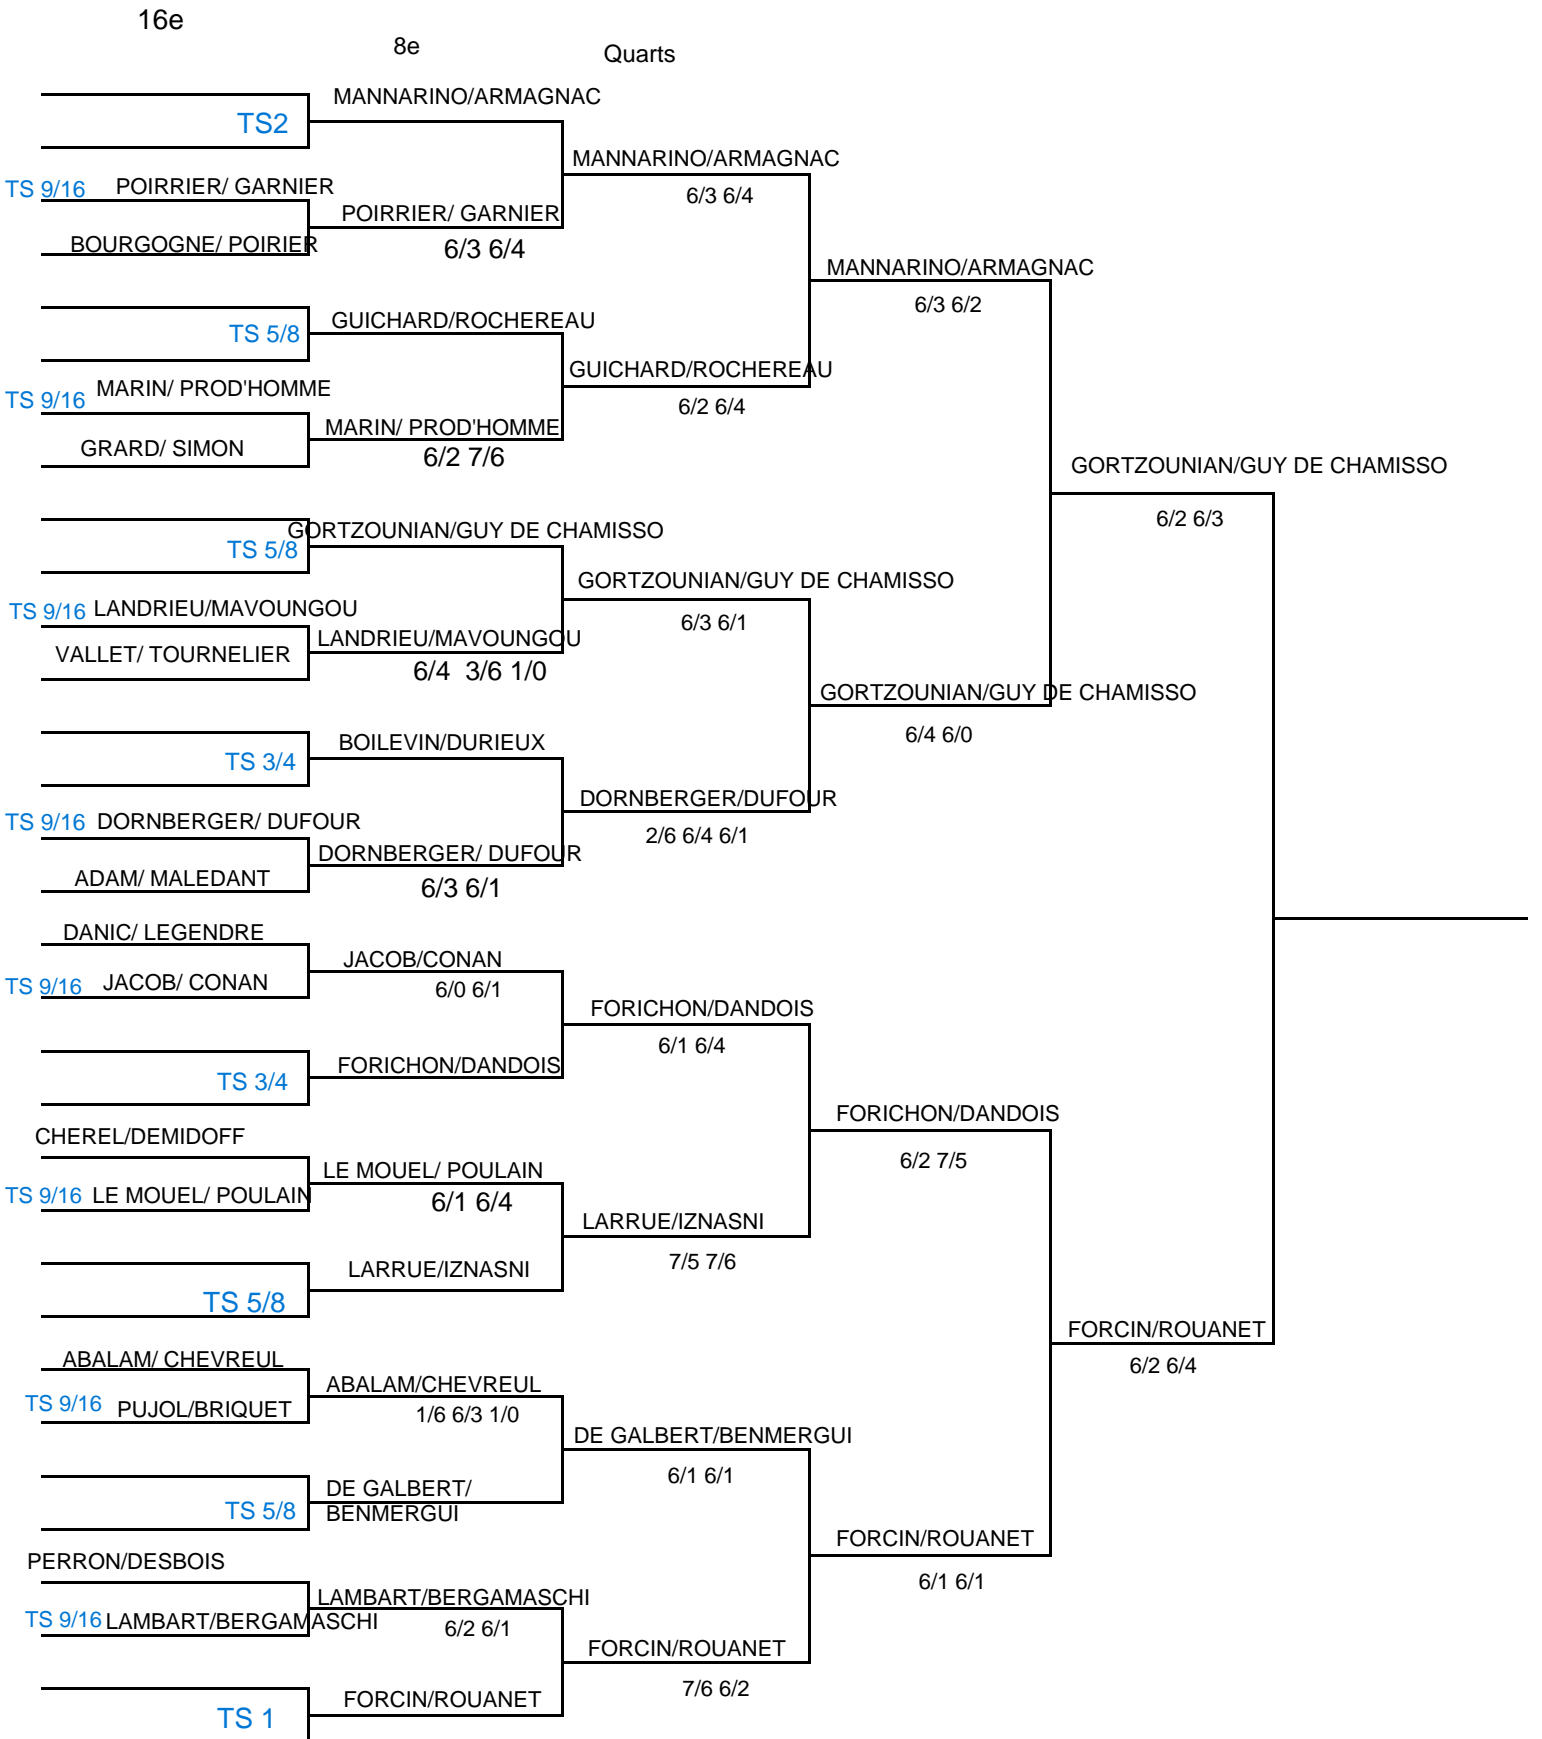 16e
8e
Quarts
MANNARINO/ARMAGNAC
TS2
MANNARINO/ARMAGNAC
6/3 6/4
TS 9/16 POIRRIER/ GARNIER
POIRRIER/ GARNIER
BOURGOGNE/ POIRIER
6/3 6/4
MANNARINO/ARMAGNAC
6/3 6/2
GUICHARD/ROCHEREAU
TS 5/8
GUICHARD/ROCHEREAU
6/2 6/4
TS 9/16 MARIN/ PROD'HOMME
MARIN/ PROD'HOMME
GRARD/ SIMON
6/2 7/6
GORTZOUNIAN/GUY DE CHAMISSO
6/2 6/3
GORTZOUNIAN/GUY DE CHAMISSO
TS 5/8
GORTZOUNIAN/GUY DE CHAMISSO
6/3 6/1
TS 9/16 LANDRIEU/MAVOUNGOU
LANDRIEU/MAVOUNGOU
VALLET/ TOURNELIER
6/4 3/6 1/0
GORTZOUNIAN/GUY DE CHAMISSO
6/4 6/0
BOILEVIN/DURIEUX
TS 3/4
DORNBERGER/DUFOUR
2/6 6/4 6/1
TS 9/16 DORNBERGER/ DUFOUR
DORNBERGER/ DUFOUR
ADAM/ MALEDANT
6/3 6/1
DANIC/ LEGENDRE
JACOB/CONAN
TS 9/16 JACOB/ CONAN
6/0 6/1
FORICHON/DANDOIS
6/1 6/4
FORICHON/DANDOIS
TS 3/4
FORICHON/DANDOIS
6/2 7/5
CHEREL/DEMIDOFF
LE MOUEL/ POULAIN
TS 9/16 LE MOUEL/ POULAIN
6/1 6/4
LARRUE/IZNASNI
7/5 7/6
LARRUE/IZNASNI
TS 5/8
FORCIN/ROUANET
6/2 6/4
ABALAM/ CHEVREUL
ABALAM/CHEVREUL
TS 9/16 PUJOL/BRIQUET
1/6 6/3 1/0
DE GALBERT/BENMERGUI
6/1 6/1
DE GALBERT/
TS 5/8
BENMERGUI
FORCIN/ROUANET
6/1 6/1
PERRON/DESBOIS
LAMBART/BERGAMASCHI
TS 9/16 LAMBART/BERGAMASCHI
6/2 6/1
FORCIN/ROUANET
7/6 6/2
FORCIN/ROUANET
TS 1